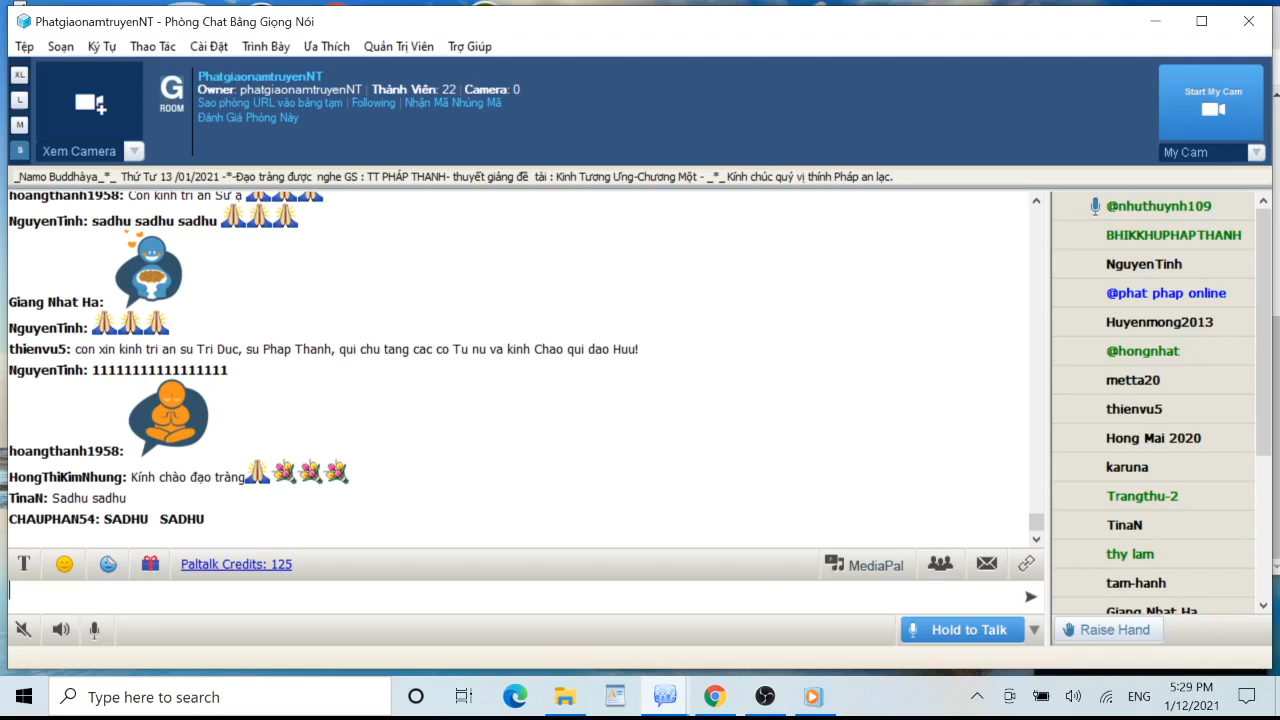 PhatgiaonamtruyenNT - Phòng Chat Bằng Giọng Nói
Tệp Soạn Ký Tự Thao Tác Cài Đặt Trình Bày Ưa Thích Quản Trị Viên Trợ Giúp
XL
L
M
S
Xem Camera
G
ROOM
PhatgiaonamtruyenNT
Owner: phatgiaonamtruyenNT | Thành Viên: 22 | Camera: 0
Sao phỏng URL vào bảng tạm | Following | Nhận Mã Nhúng Mã
Đánh Giá Phòng Này
Start My Cam
My Cam
_Namo Buddhàya_*_ Thứ Tư 13 /01/2021 -*-Đạo tràng được nghe GS : TT PHÁP THANH- thuyết giảng đề tài : Kinh Tương Ưng-Chương Một - _*_Kính chúc quý vị thính Pháp an lạc.
hoangthanh1958: Con kinh tri an Sư ạ
NguyenTinh: sadhu sadhu sadhu
Giang Nhat Ha:
NguyenTinh:
thienvu5: con xin kinh tri an su Tri Duc, su Phap Thanh, qui chu tang cac co Tu nu va kinh Chao qui dao Huu!
NguyenTinh: 11111111111111111
hoangthanh1958:
HongThiKimNhung: Kính chào đạo tràng
TinaN: Sadhu sadhu
CHAUPHAN54: SADHU SADHU
@nhuthuynh109
BHIKKHUPHAPTHANH
NguyenTinh
@phat phap online
Huyenmong2013
@hongnhat
metta20
thienvu5
Hong Mai 2020
karuna
Trangthu-2
TinaN
thy lam
tam-hanh
Giang Nhat Ha
T Paltalk Credits: 125 MediaPal
Hold to Talk
Raise Hand
Type here to search
ENG
5:29 PM
1/12/2021